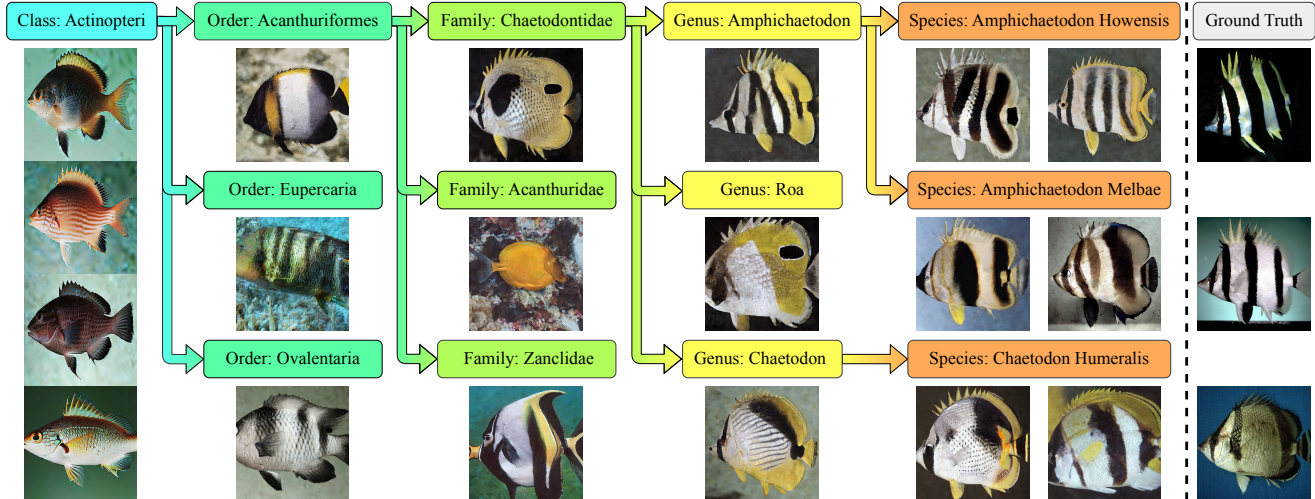 Class: Actinopteri
Order: Acanthuriformes
Family: Chaetodontidae
Genus: Amphichaetodon
Species: Amphichaetodon Howensis
Ground Truth
Order: Eupercaria
Family: Acanthuridae
Genus: Roa
Species: Amphichaetodon Melbae
Order: Ovalentaria
Family: Zanclidae
Genus: Chaetodon
Species: Chaetodon Humeralis